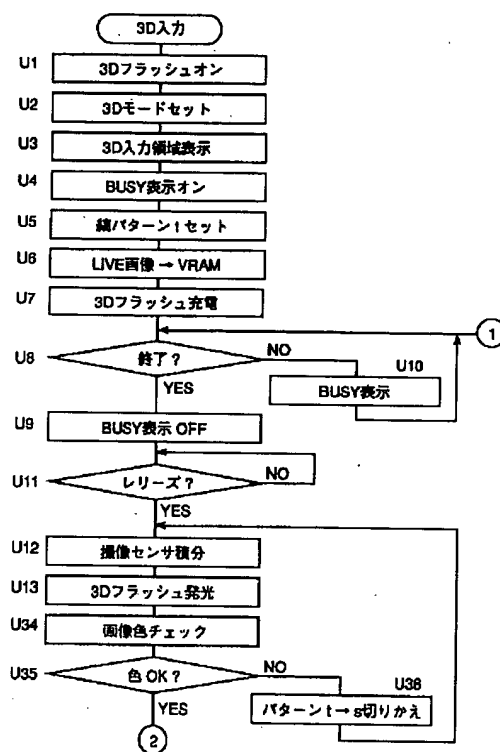 3D入力
U1 3Dフラッシュオン
U2 3Dモードセット
U3 3D入力領域表示
U4 BUSY表示オン
U5 縞パターンtセット
U6 LIVE画像→VRAM
U7 3Dフラッシュ充電
1
U8 終了? NO
U10
BUSY表示
YES
U9 BUSY表示 OFF
U11 レリーズ? NO
YES
U12 撮像センサ積分
U13 3Dフラッシュ発光
U34 画像色チェック
U35 色 OK? NO
U36
パターンt→s切りかえ
YES
2